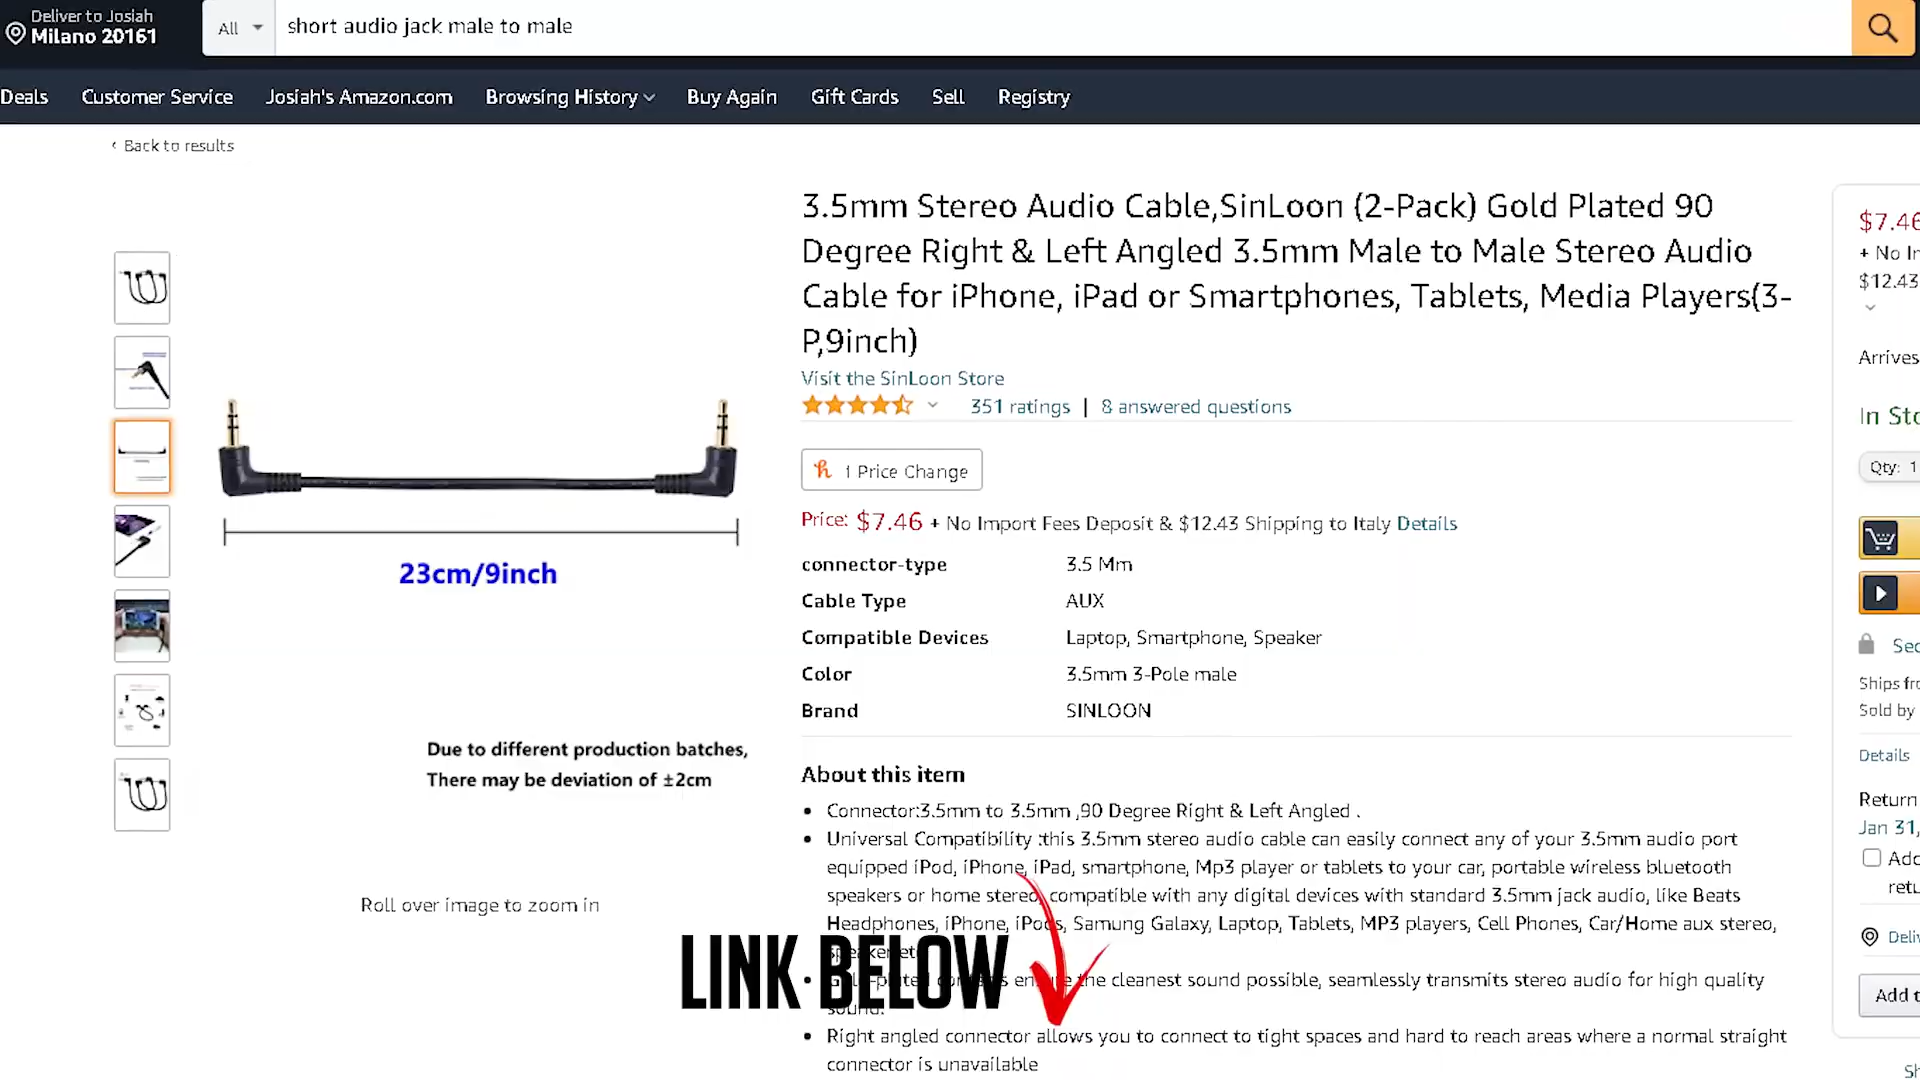 Deliver to Josiah
Milano 20161
All
short audio jack male to male
Deals
Customer Service
Josiah's Amazon.com
Browsing History
Buy Again
Gift Cards
Sell
Registry
‹ Back to results
3.5mm Stereo Audio Cable,SinLoon (2-Pack) Gold Plated 90
Degree Right & Left Angled 3.5mm Male to Male Stereo Audio
Cable for iPhone, iPad or Smartphones, Tablets, Media Players(3-
P,9inch)
Visit the SinLoon Store
351 ratings | 8 answered questions
1 Price Change
Price: $7.46 + No Import Fees Deposit & $12.43 Shipping to Italy Details
connector-type 3.5 Mm
Cable Type AUX
Compatible Devices Laptop, Smartphone, Speaker
Color 3.5mm 3-Pole male
Brand SINLOON
23cm/9inch
Due to different production batches,
There may be deviation of ±2cm
Roll over image to zoom in
About this item
• Connector:3.5mm to 3.5mm ,90 Degree Right & Left Angled .
• Universal Compatibility :this 3.5mm stereo audio cable can easily connect any of your 3.5mm audio port
equipped iPod, iPhone, iPad, smartphone, Mp3 player or tablets to your car, portable wireless bluetooth
speakers or home stereo, compatible with any digital devices with standard 3.5mm jack audio, like Beats
Headphones, iPhone, iPods, Samung Galaxy, Laptop, Tablets, MP3 players, Cell Phones, Car/Home aux stereo,
speaker etc
• Gold-plated contacts ensure the cleanest sound possible, seamlessly transmits stereo audio for high quality
sound.
• Right angled connector allows you to connect to tight spaces and hard to reach areas where a normal straight
connector is unavailable
LINK BELOW
$7.46
+ No
$12.43
Arrives
In
Qty: 1
Ships
Sold by
Details
Return
Jan 31,
Add t